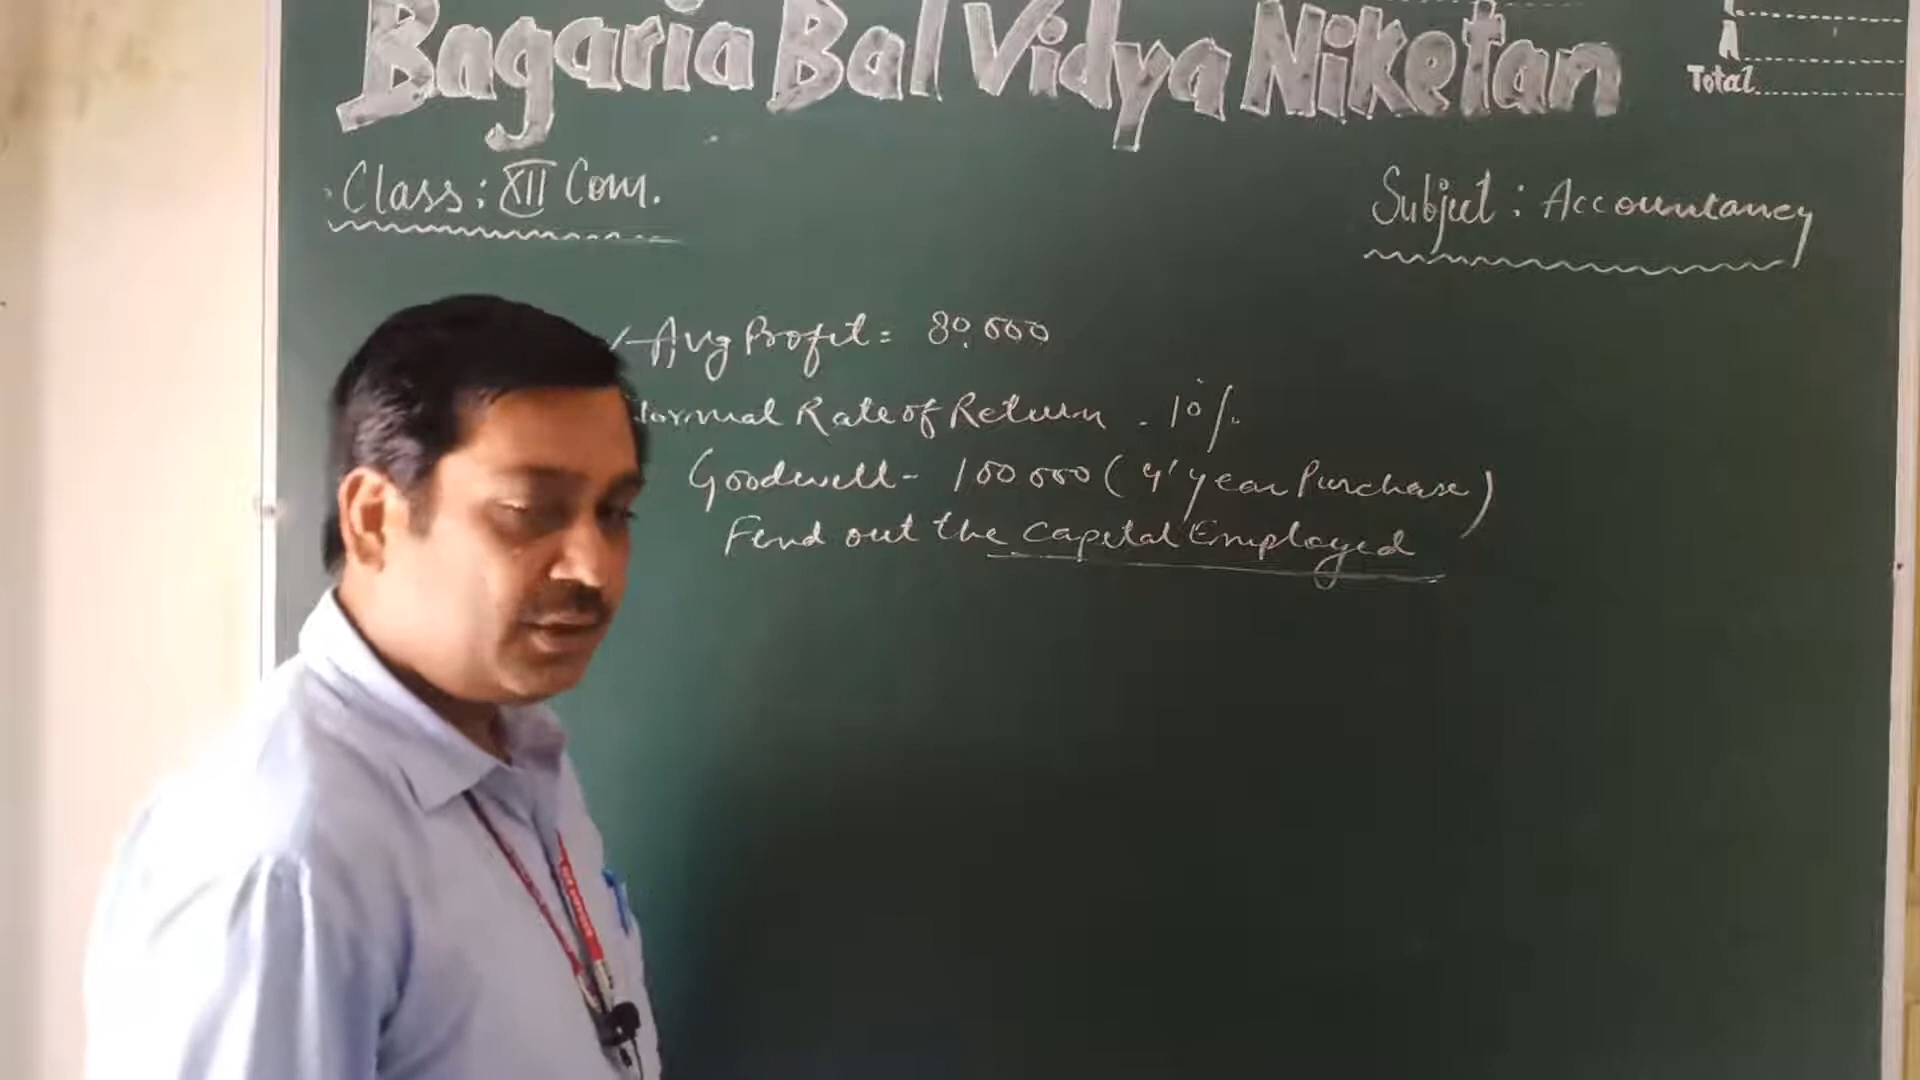 Bagaria Bal Vidya Niketan
Total
Class: XII Com.
Subject: Accountancy
Avg Profit = 80,000
Normal Rate of Return - 10%
Goodwill - 100000 (4' year Purchase)
Find out the Capital Employed